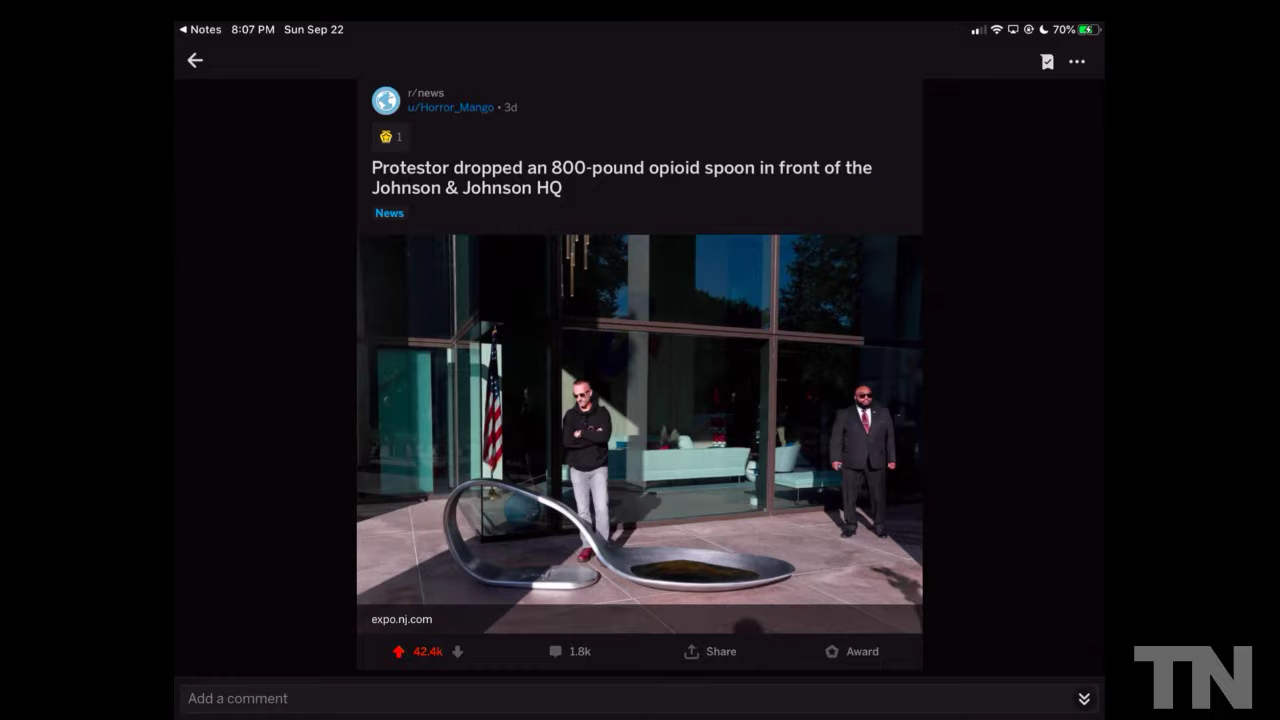 Notes 8:07 PM Sun Sep 22 70%
r/news
u/Horror_Mango • 3d
1
Protestor dropped an 800-pound opioid spoon in front of the
Johnson & Johnson HQ
News
expo.nj.com
42.4k 1.8k Share Award
Add a comment
TN